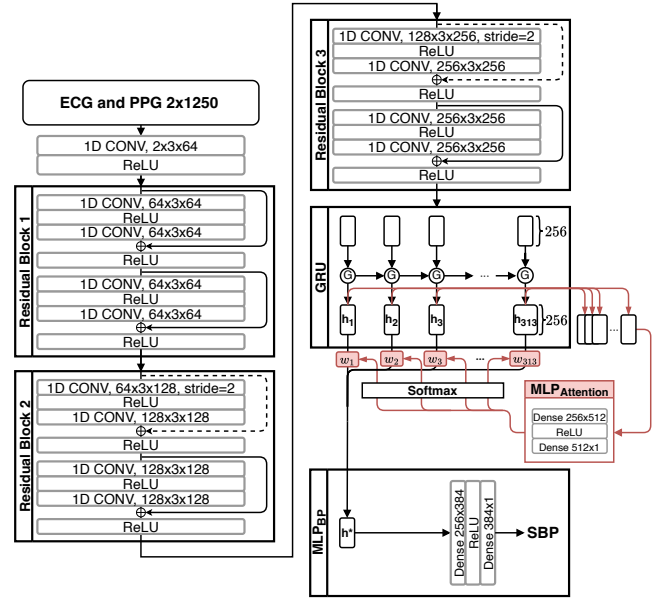 ECG and PPG 2x1250
1D CONV, 2x3x64
ReLU
Residual Block 1
1D CONV, 64x3x64
ReLU
1D CONV, 64x3x64
⊕
ReLU
1D CONV, 64x3x64
ReLU
1D CONV, 64x3x64
⊕
ReLU
Residual Block 2
1D CONV, 64x3x128, stride=2
ReLU
1D CONV, 128x3x128
⊕
ReLU
1D CONV, 128x3x128
ReLU
1D CONV, 128x3x128
⊕
ReLU
Residual Block 3
1D CONV, 128x3x256, stride=2
ReLU
1D CONV, 256x3x256
⊕
ReLU
1D CONV, 256x3x256
ReLU
1D CONV, 256x3x256
⊕
ReLU
GRU
256
G G G ... G
h1 h2 h3 h313 256
...
w1 w2 w3 ... w313
Softmax
MLPAttention
Dense 256x512
ReLU
Dense 512x1
MLPBP
h*
Dense 256x384
ReLU
Dense 384x1
SBP